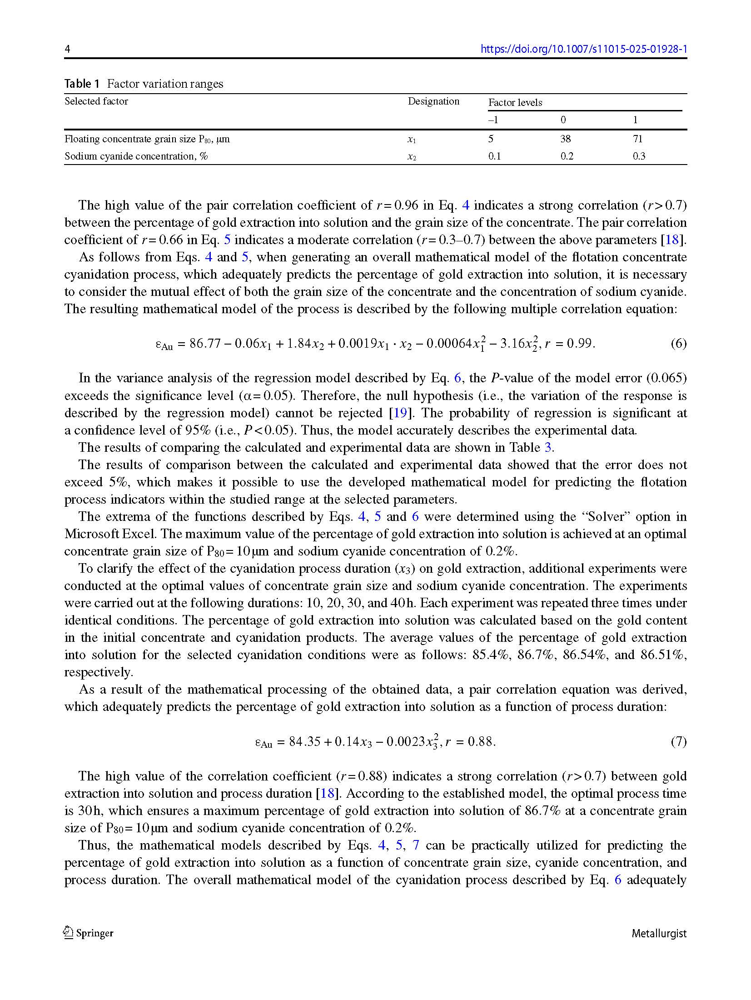 4 https://doi.org/10.1007/s11015-025-01928-1
Table 1 Factor variation ranges
Selected factor Designation Factor levels
–1 0 1
Floating concentrate grain size P80, μm x1 5 38 71
Sodium cyanide concentration, % x2 0.1 0.2 0.3
The high value of the pair correlation coefficient of r = 0.96 in Eq. 4 indicates a strong correlation (r > 0.7)
between the percentage of gold extraction into solution and the grain size of the concentrate. The pair correlation
coefficient of r = 0.66 in Eq. 5 indicates a moderate correlation (r = 0.3–0.7) between the above parameters [18].
As follows from Eqs. 4 and 5, when generating an overall mathematical model of the flotation concentrate
cyanidation process, which adequately predicts the percentage of gold extraction into solution, it is necessary
to consider the mutual effect of both the grain size of the concentrate and the concentration of sodium cyanide.
The resulting mathematical model of the process is described by the following multiple correlation equation:
εAu = 86.77 − 0.06x1 + 1.84x2 + 0.0019x1 · x2 − 0.00064x1² − 3.16x2², r = 0.99. (6)
In the variance analysis of the regression model described by Eq. 6, the P-value of the model error (0.065)
exceeds the significance level (α = 0.05). Therefore, the null hypothesis (i.e., the variation of the response is
described by the regression model) cannot be rejected [19]. The probability of regression is significant at
a confidence level of 95% (i.e., P < 0.05). Thus, the model accurately describes the experimental data.
The results of comparing the calculated and experimental data are shown in Table 3.
The results of comparison between the calculated and experimental data showed that the error does not
exceed 5%, which makes it possible to use the developed mathematical model for predicting the flotation
process indicators within the studied range at the selected parameters.
The extrema of the functions described by Eqs. 4, 5 and 6 were determined using the “Solver” option in
Microsoft Excel. The maximum value of the percentage of gold extraction into solution is achieved at an optimal
concentrate grain size of P80 = 10 μm and sodium cyanide concentration of 0.2%.
To clarify the effect of the cyanidation process duration (x3) on gold extraction, additional experiments were
conducted at the optimal values of concentrate grain size and sodium cyanide concentration. The experiments
were carried out at the following durations: 10, 20, 30, and 40 h. Each experiment was repeated three times under
identical conditions. The percentage of gold extraction into solution was calculated based on the gold content
in the initial concentrate and cyanidation products. The average values of the percentage of gold extraction
into solution for the selected cyanidation conditions were as follows: 85.4%, 86.7%, 86.54%, and 86.51%,
respectively.
As a result of the mathematical processing of the obtained data, a pair correlation equation was derived,
which adequately predicts the percentage of gold extraction into solution as a function of process duration:
εAu = 84.35 + 0.14x3 − 0.0023x3², r = 0.88. (7)
The high value of the correlation coefficient (r = 0.88) indicates a strong correlation (r > 0.7) between gold
extraction into solution and process duration [18]. According to the established model, the optimal process time
is 30 h, which ensures a maximum percentage of gold extraction into solution of 86.7% at a concentrate grain
size of P80 = 10 μm and sodium cyanide concentration of 0.2%.
Thus, the mathematical models described by Eqs. 4, 5, 7 can be practically utilized for predicting the
percentage of gold extraction into solution as a function of concentrate grain size, cyanide concentration, and
process duration. The overall mathematical model of the cyanidation process described by Eq. 6 adequately
Springer Metallurgist